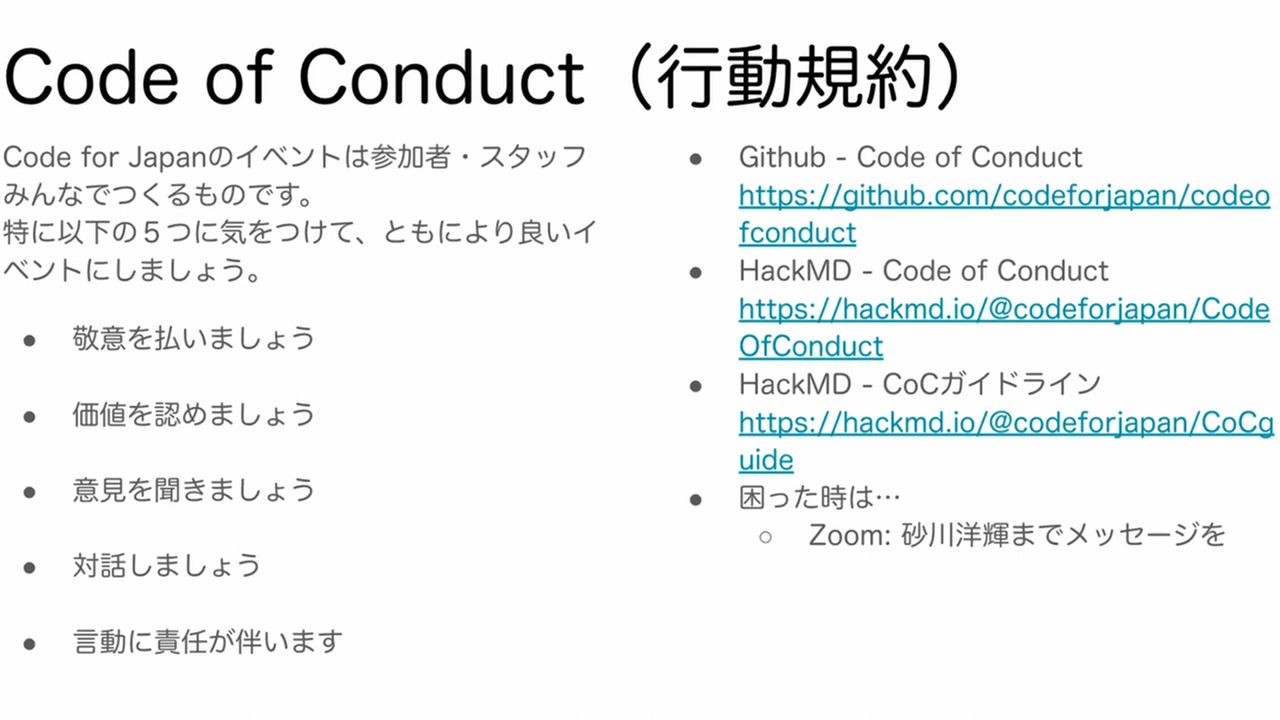 Code of Conduct（行動規約）
Code for Japanのイベントは参加者・スタッフ
みんなでつくるものです。
特に以下の５つに気をつけて、ともにより良いイ
ベントにしましょう。
● 敬意を払いましょう
● 価値を認めましょう
● 意見を聞きましょう
● 対話しましょう
● 言動に責任が伴います
● Github - Code of Conduct
https://github.com/codeforjapan/codeo
fconduct
● HackMD - Code of Conduct
https://hackmd.io/@codeforjapan/Code
OfConduct
● HackMD - CoCガイドライン
https://hackmd.io/@codeforjapan/CoCg
uide
● 困った時は…
○ Zoom: 砂川洋輝までメッセージを